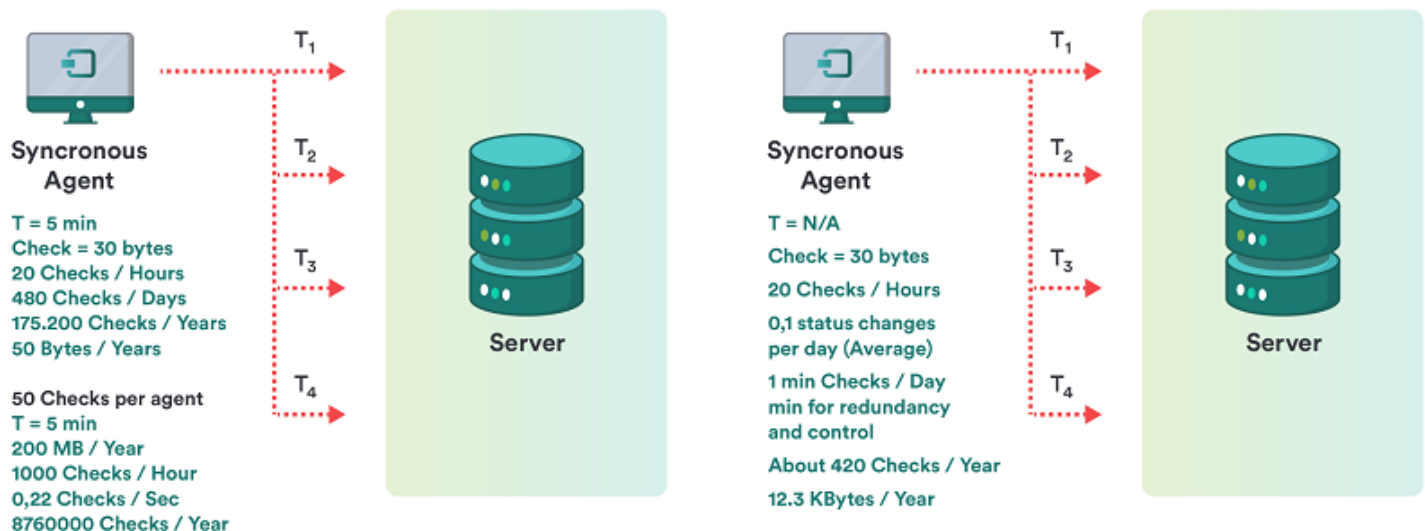 T1
T2
T3
T4
Syncronous
Agent
T = 5 min
Check = 30 bytes
20 Checks / Hours
480 Checks / Days
175.200 Checks / Years
50 Bytes / Years
50 Checks per agent
T = 5 min
200 MB / Year
1000 Checks / Hour
0,22 Checks / Sec
8760000 Checks / Year
Server
T1
T2
T3
T4
Syncronous
Agent
T = N/A
Check = 30 bytes
20 Checks / Hours
0,1 status changes
per day (Average)
1 min Checks / Day
min for redundancy
and control
About 420 Checks / Year
12.3 KBytes / Year
Server